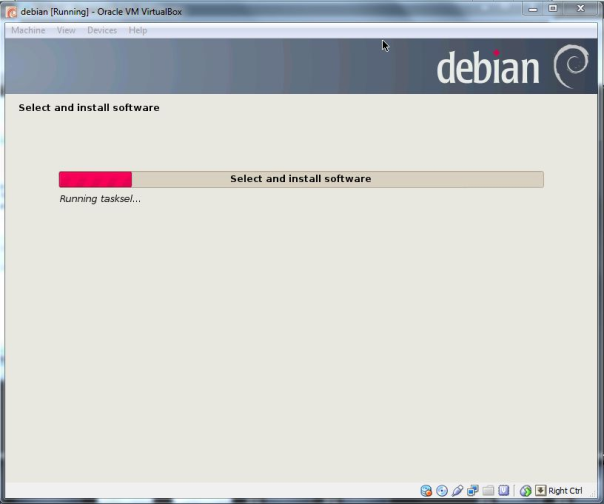 debian [Running] - Oracle VM VirtualBox
Machine View Devices Help
debian
Select and install software
Select and install software
Running tasksel...
Right Ctrl